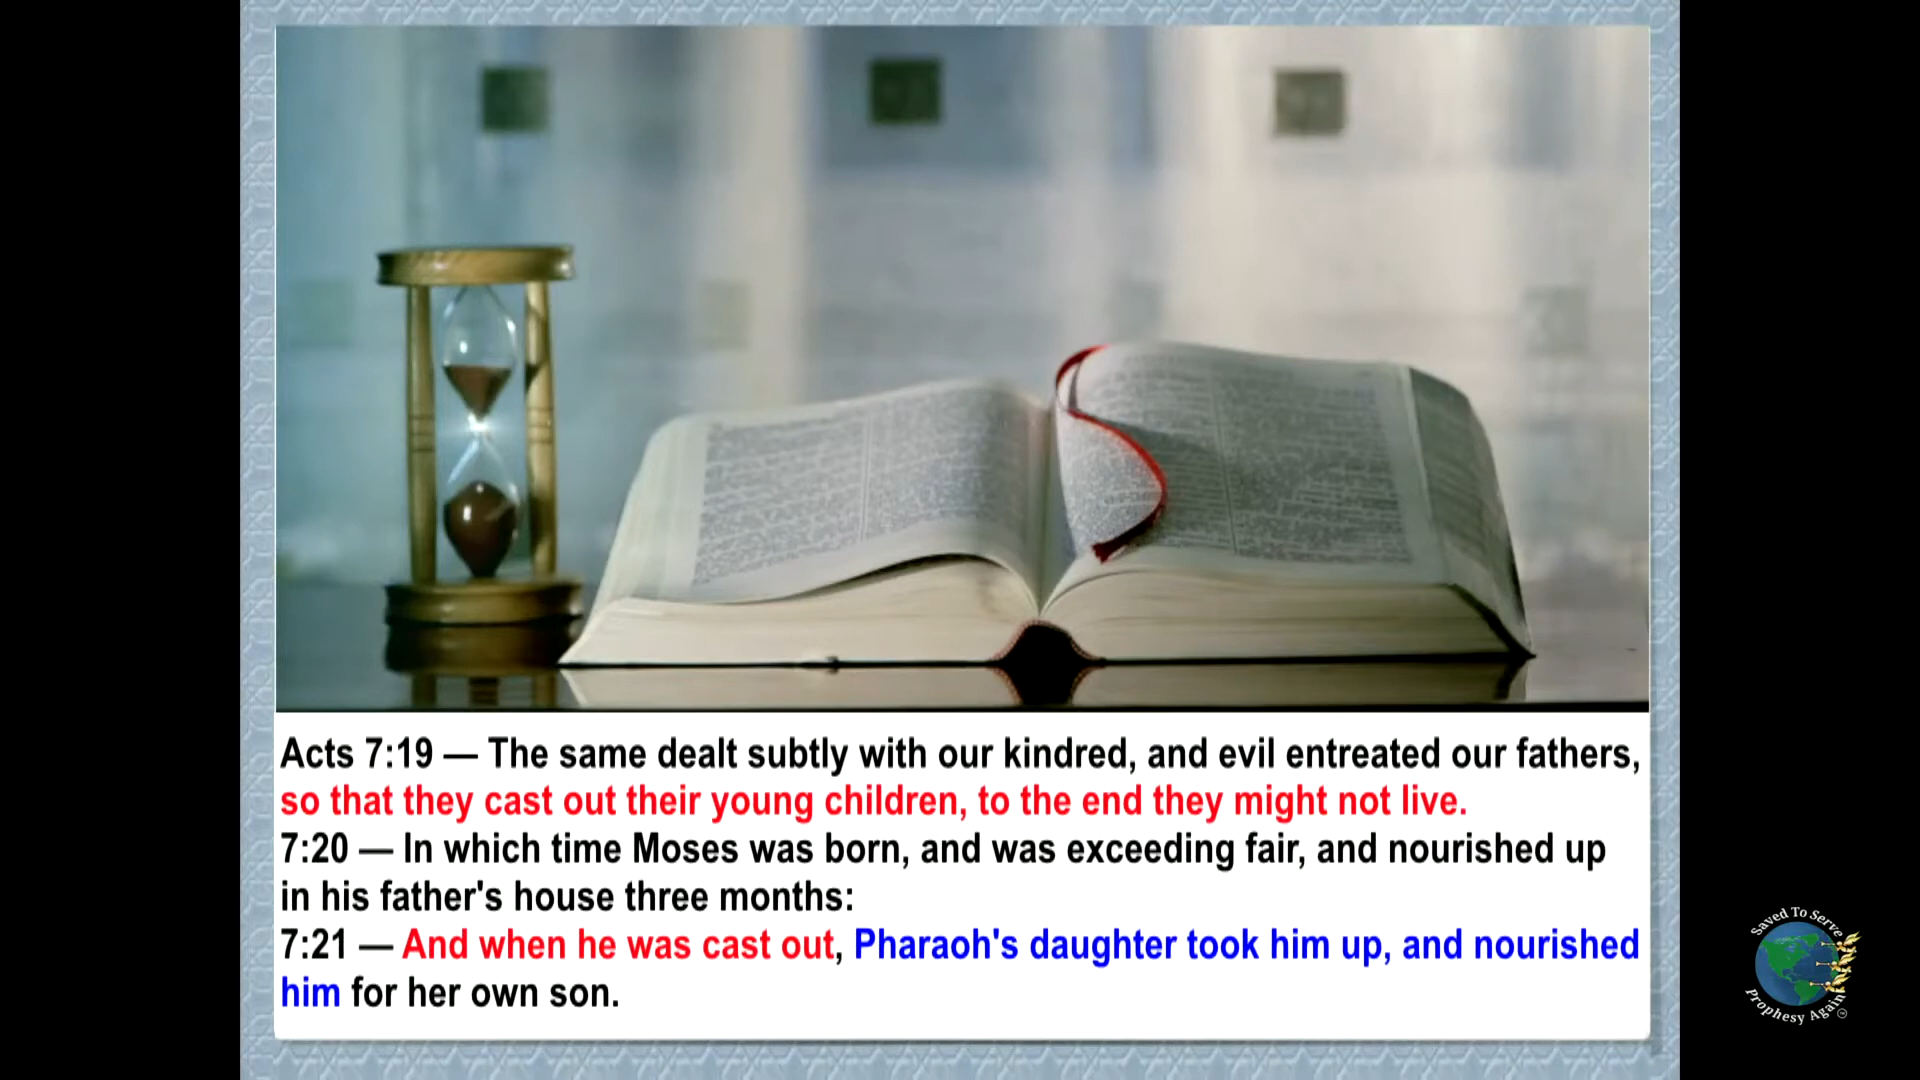 Acts 7:19 — The same dealt subtly with our kindred, and evil entreated our fathers,
so that they cast out their young children, to the end they might not live.
7:20 — In which time Moses was born, and was exceeding fair, and nourished up
in his father's house three months:
7:21 — And when he was cast out, Pharaoh's daughter took him up, and nourished
him for her own son.
Saved To Serve
Prophesy Again